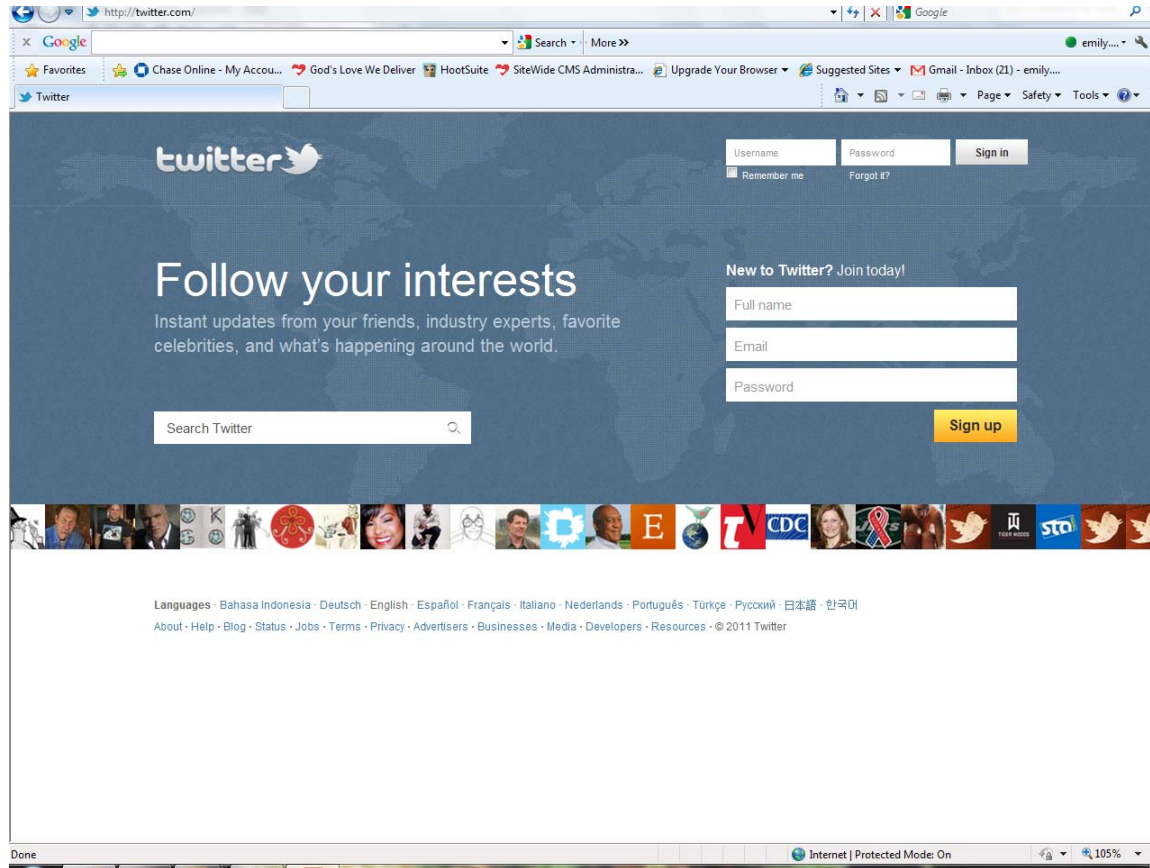 http://twitter.com/
Google
x Google
Search
More >>
emily....
Favorites
Chase Online - My Accou...
God's Love We Deliver
HootSuite
SiteWide CMS Administra...
Upgrade Your Browser
Suggested Sites
Gmail - Inbox (21) - emily....
Twitter
Page
Safety
Tools
twitter
Username
Password
Sign in
Remember me
Forgot it?
Follow your interests
Instant updates from your friends, industry experts, favorite
celebrities, and what's happening around the world.
Search Twitter
New to Twitter? Join today!
Full name
Email
Password
Sign up
K
S
B
E
TV
CDC
TIGER WOODS
sta
Languages · Bahasa Indonesia · Deutsch · English · Español · Français · Italiano · Nederlands · Português · Türkçe · Русский · 日本語 · 한국어
About · Help · Blog · Status · Jobs · Terms · Privacy · Advertisers · Businesses · Media · Developers · Resources · © 2011 Twitter
Done
Internet | Protected Mode: On
105%